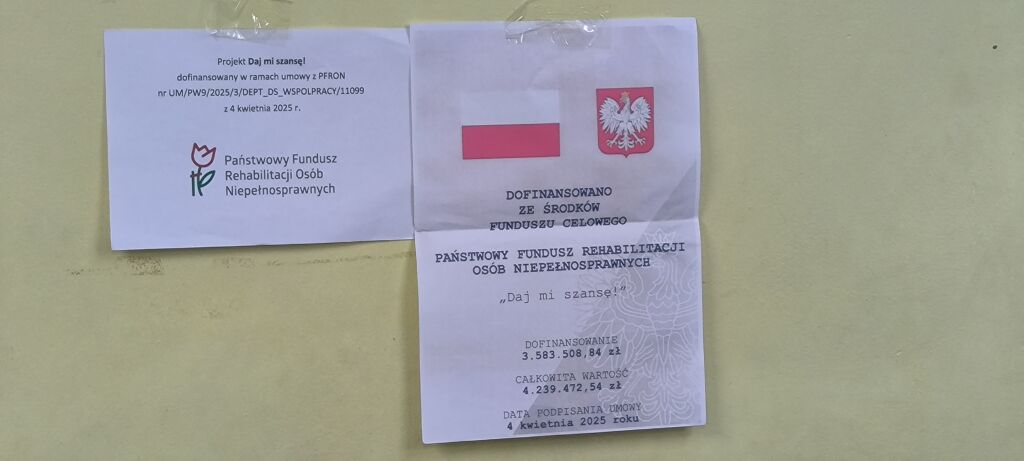 Projekt Daj mi szansę!
dofinansowany w ramach umowy z PFRON
nr UM/PW9/2025/3/DEPT_DS_WSPOLPRACY/11099
z 4 kwietnia 2025 r.
Państwowy Fundusz
Rehabilitacji Osób
Niepełnosprawnych
DOFINANSOWANO
ZE ŚRODKÓW
FUNDUSZU CELOWEGO
PAŃSTWOWY FUNDUSZ REHABILITACJI
OSÓB NIEPEŁNOSPRAWNYCH
„Daj mi szansę!”
DOFINANSOWANIE
3.583.508,84 zł
CAŁKOWITA WARTOŚĆ
4.239.472,54 zł
DATA PODPISANIA UMOWY
4 kwietnia 2025 roku